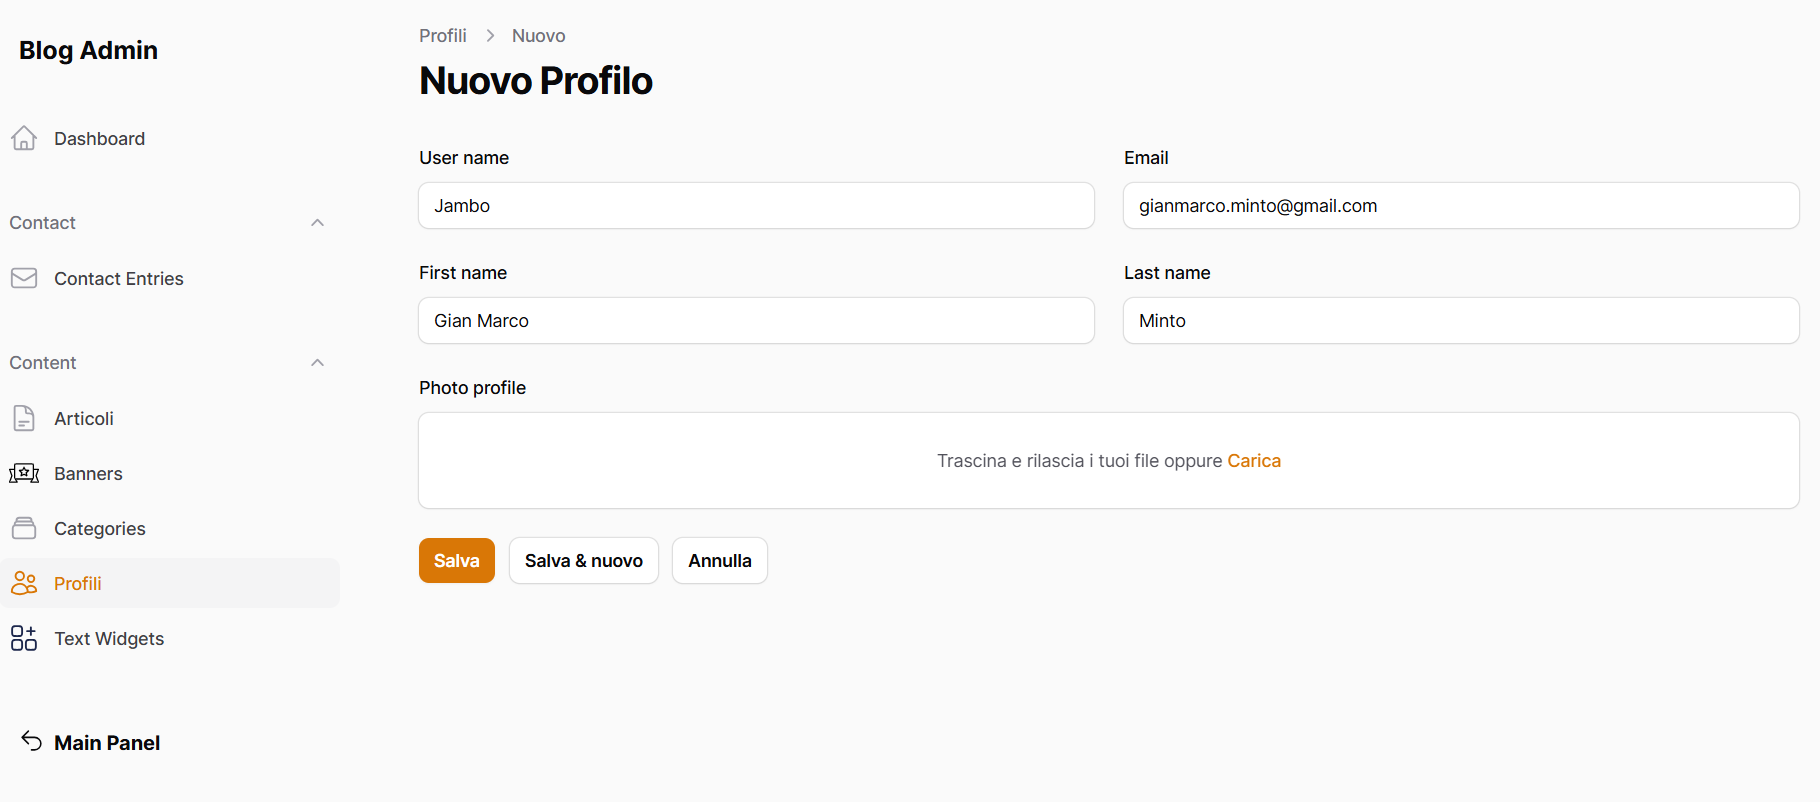 Blog Admin
Dashboard
Contact
Contact Entries
Content
Articoli
Banners
Categories
Profili
Text Widgets
Main Panel
Profili > Nuovo
Nuovo Profilo
User name
Jambo
Email
gianmarco.minto@gmail.com
First name
Gian Marco
Last name
Minto
Photo profile
Trascina e rilascia i tuoi file oppure Carica
Salva
Salva & nuovo
Annulla